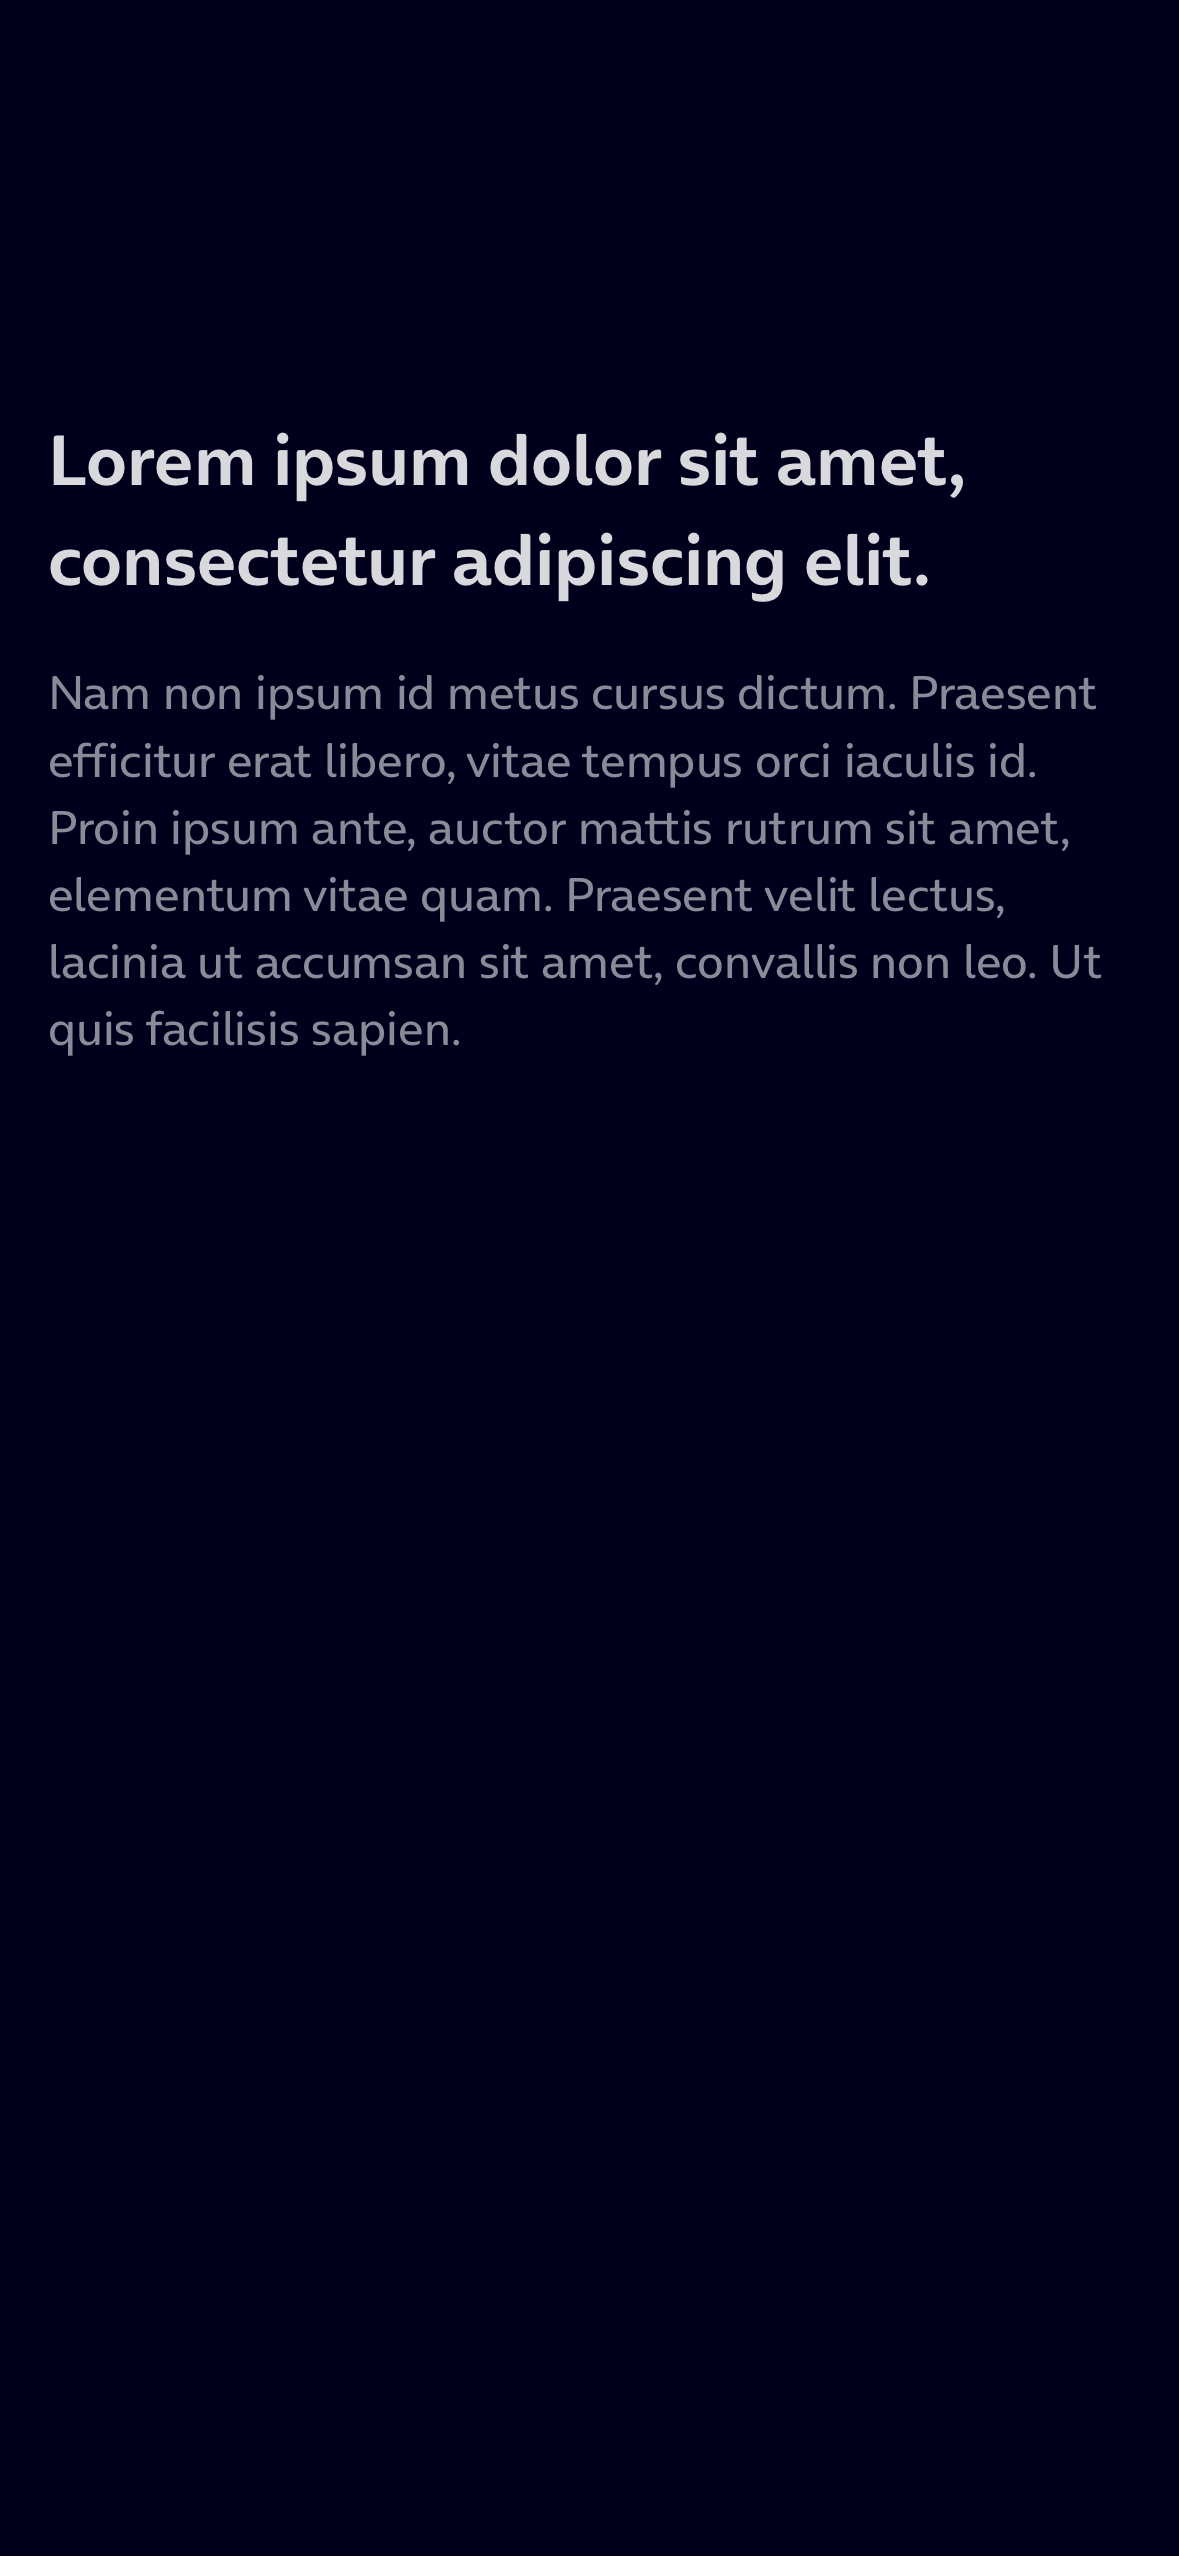 Lorem ipsum dolor sit amet,
consectetur adipiscing elit.
Nam non ipsum id metus cursus dictum. Praesent
efficitur erat libero, vitae tempus orci iaculis id.
Proin ipsum ante, auctor mattis rutrum sit amet,
elementum vitae quam. Praesent velit lectus,
lacinia ut accumsan sit amet, convallis non leo. Ut
quis facilisis sapien.